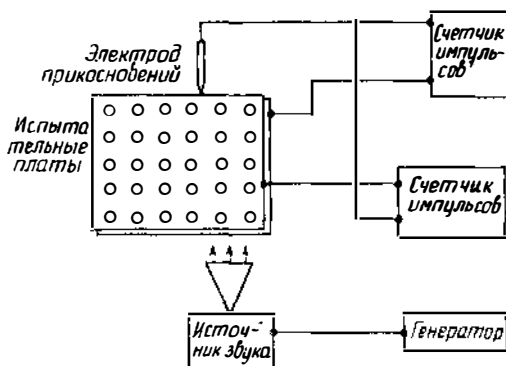 Электрод
прикосновений
Испыта
тельные
платы
Счетчик
импуль-
сов
Счетчик
импульсов
Источ-
ник звука
Генератор